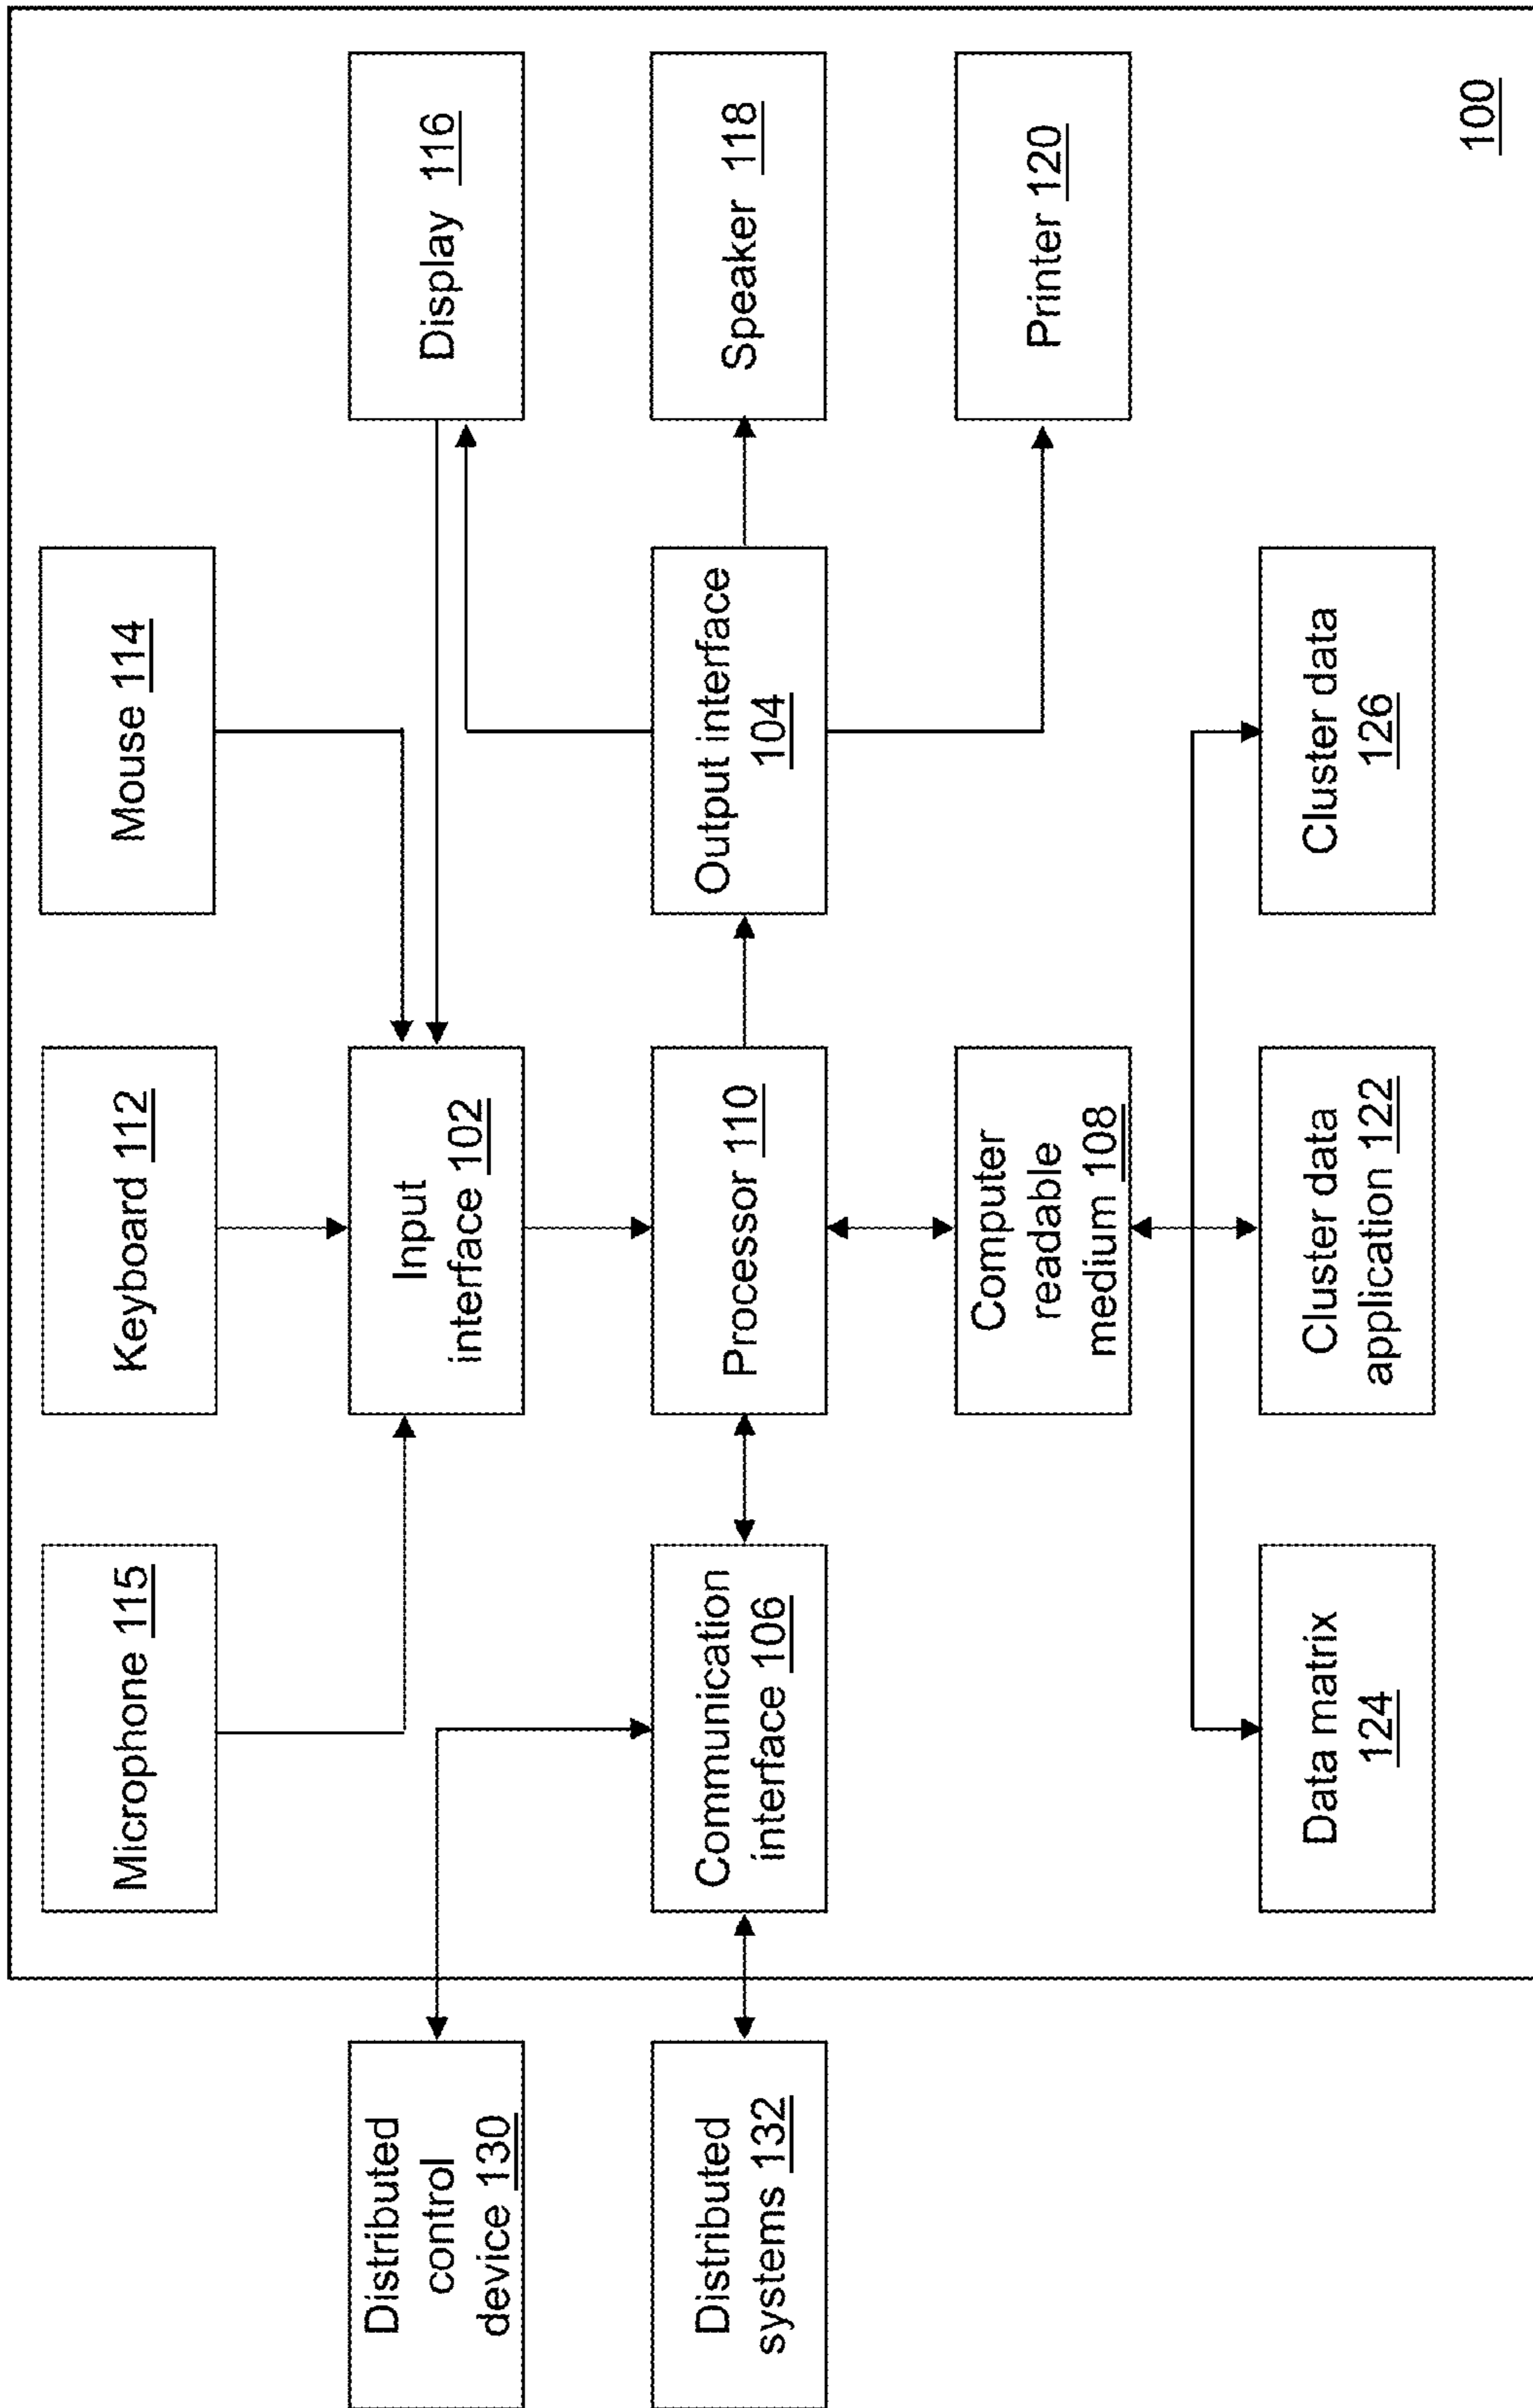 Microphone 115
Keyboard 112
Mouse 114
Distributed
control
device 130
Input
interface 102
Display 116
Distributed
systems 132
Communication
interface 106
Processor 110
Output interface
104
Speaker 118
Computer
readable
medium 108
Printer 120
Data matrix
124
Cluster data
application 122
Cluster data
126
100